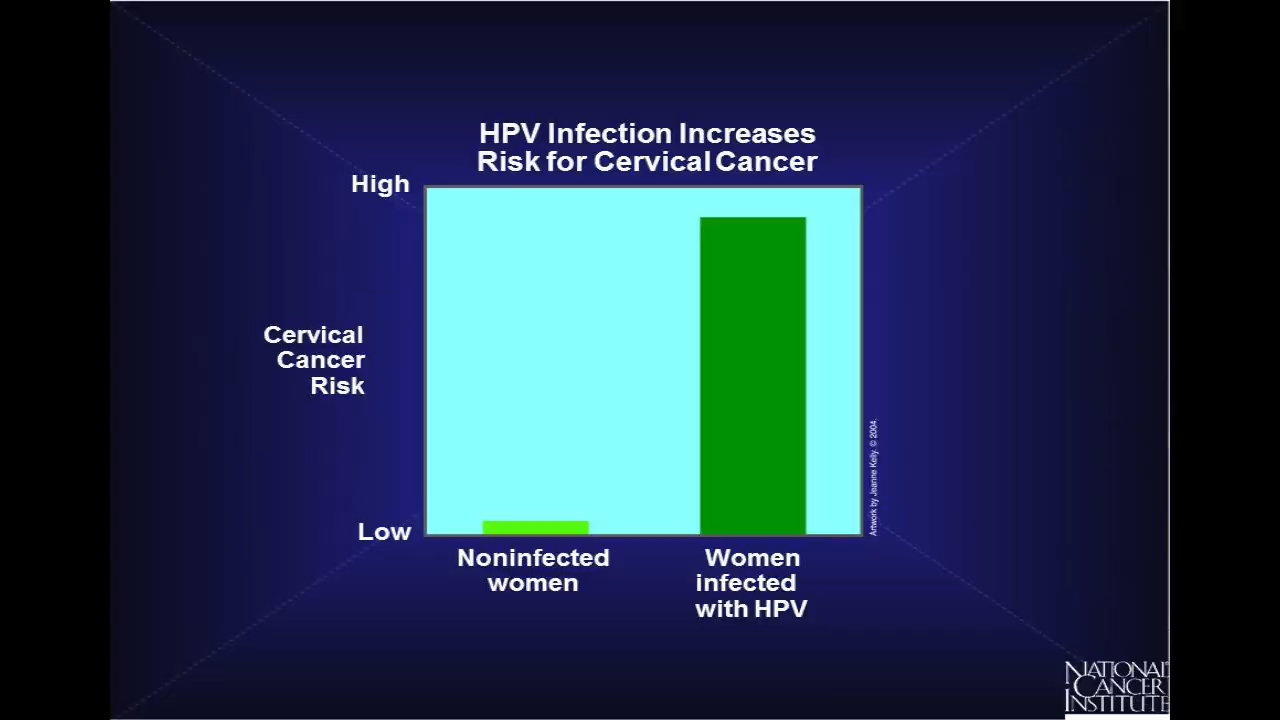 HPV Infection Increases
Risk for Cervical Cancer
High
Cervical
Cancer
Risk
Low
Noninfected
women
Women
infected
with HPV
Artwork by Jeanne Kelly. © 2004.
NATIONAL
CANCER
INSTITUTE